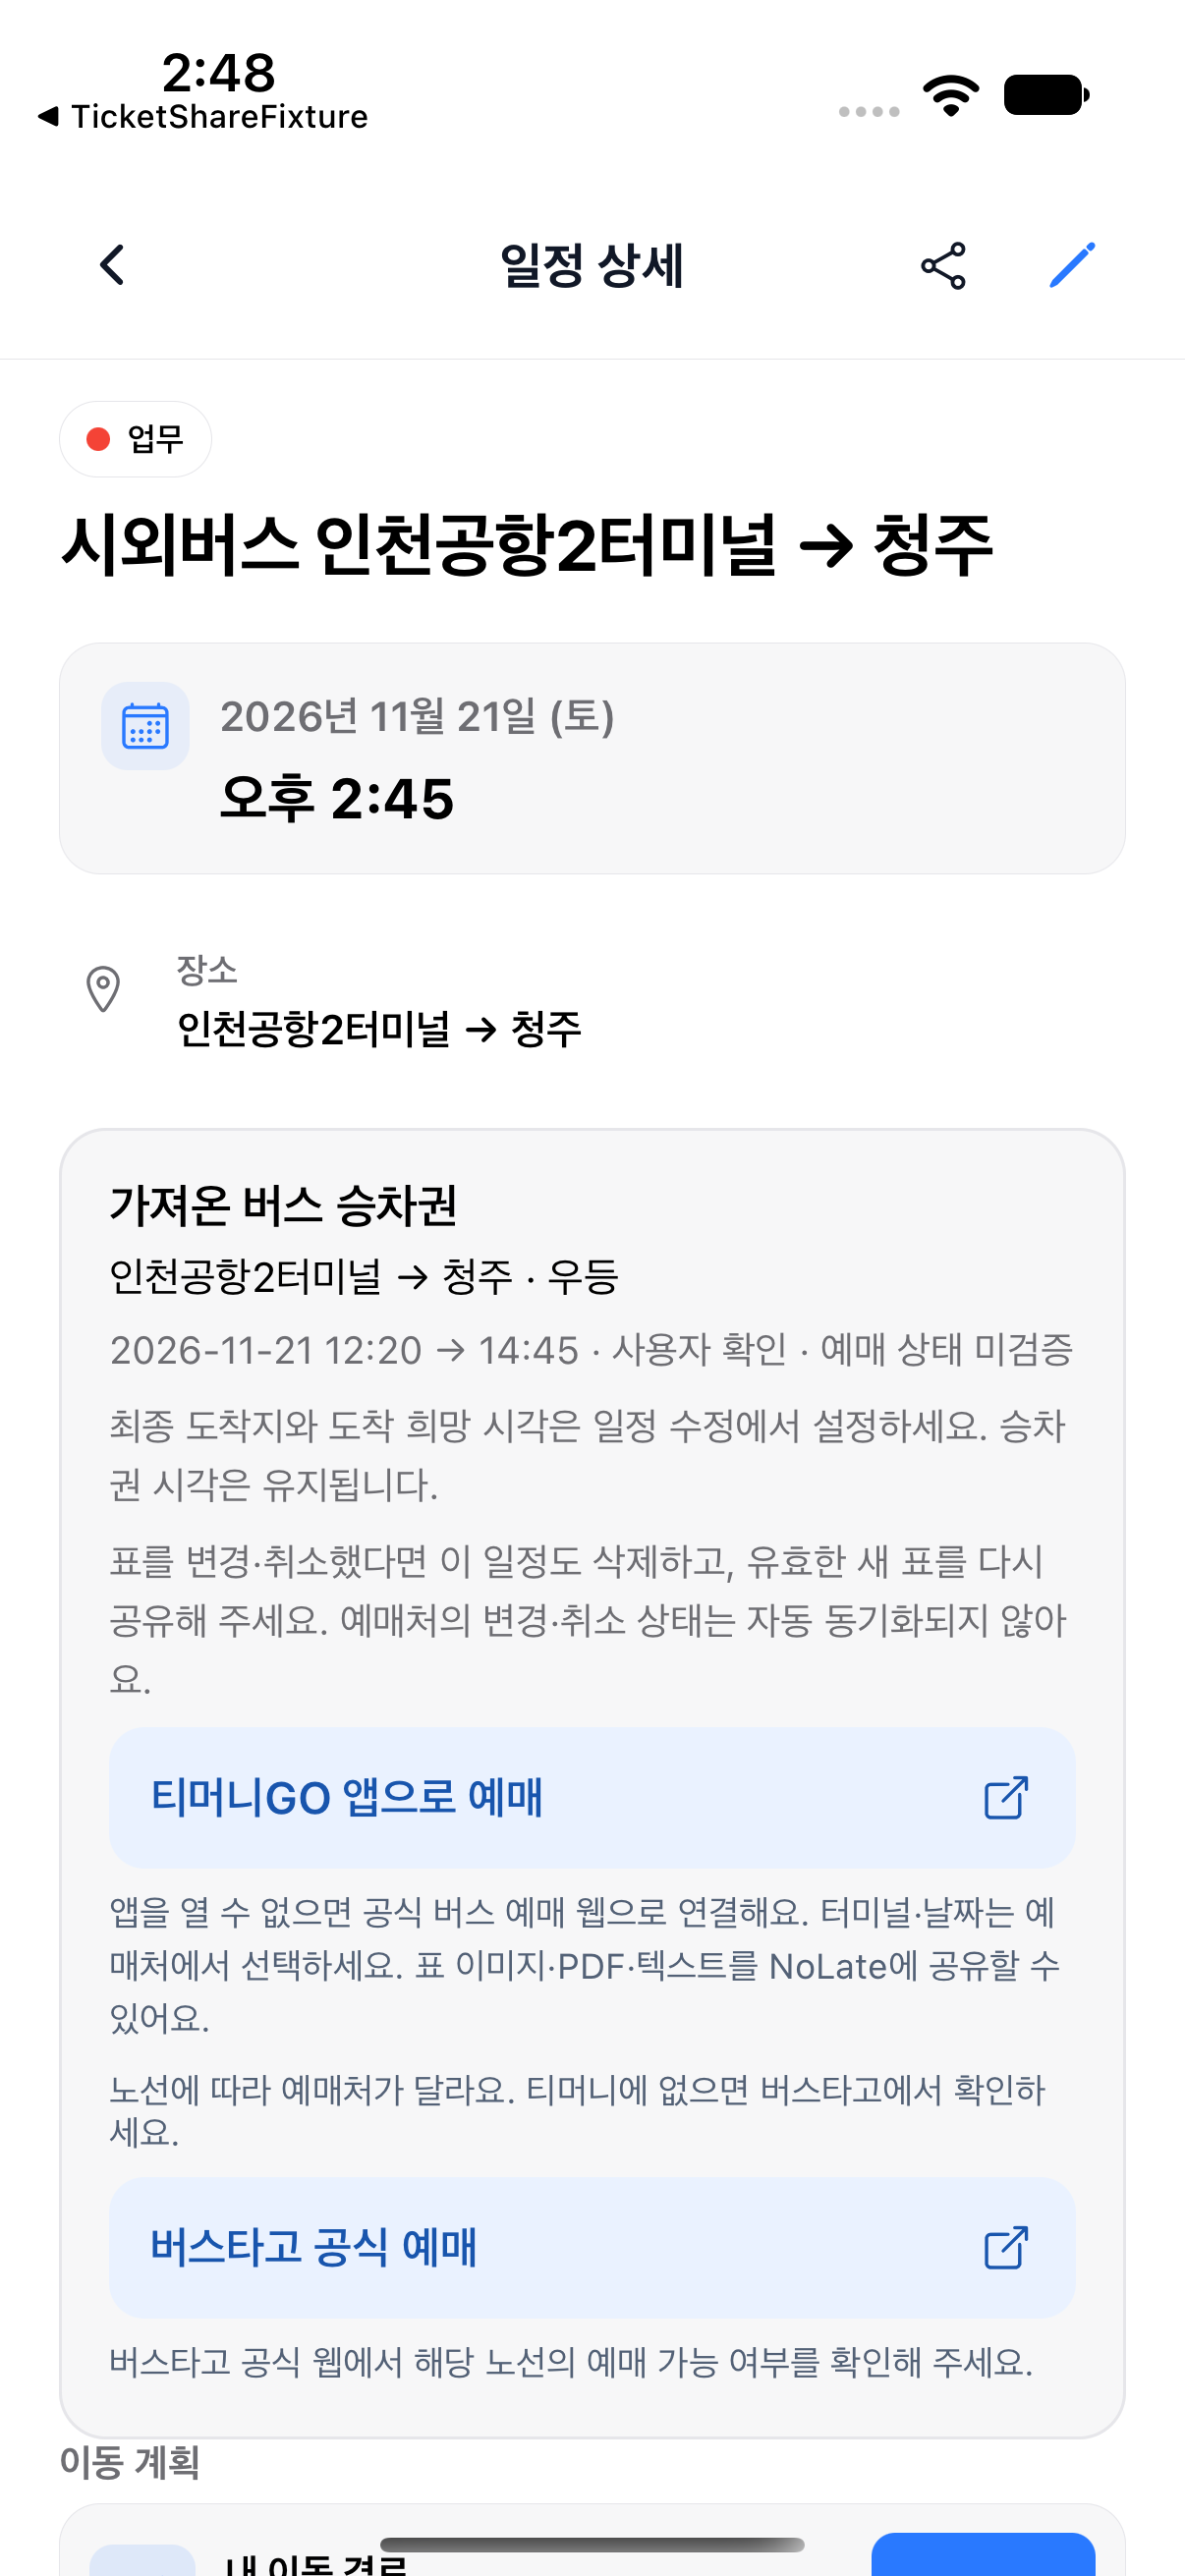 2:48
◀ TicketShareFixture
일정 상세
업무
시외버스 인천공항2터미널 → 청주
2026년 11월 21일 (토)
오후 2:45
장소
인천공항2터미널 → 청주
가져온 버스 승차권
인천공항2터미널 → 청주 · 우등
2026-11-21 12:20 → 14:45 · 사용자 확인 · 예매 상태 미검증
최종 도착지와 도착 희망 시각은 일정 수정에서 설정하세요. 승차
권 시각은 유지됩니다.
표를 변경·취소했다면 이 일정도 삭제하고, 유효한 새 표를 다시
공유해 주세요. 예매처의 변경·취소 상태는 자동 동기화되지 않아
요.
티머니GO 앱으로 예매
앱을 열 수 없으면 공식 버스 예매 웹으로 연결해요. 터미널·날짜는 예
매처에서 선택하세요. 표 이미지·PDF·텍스트를 NoLate에 공유할 수
있어요.
노선에 따라 예매처가 달라요. 티머니에 없으면 버스타고에서 확인하
세요.
버스타고 공식 예매
버스타고 공식 웹에서 해당 노선의 예매 가능 여부를 확인해 주세요.
이동 계획
내 이동 경로